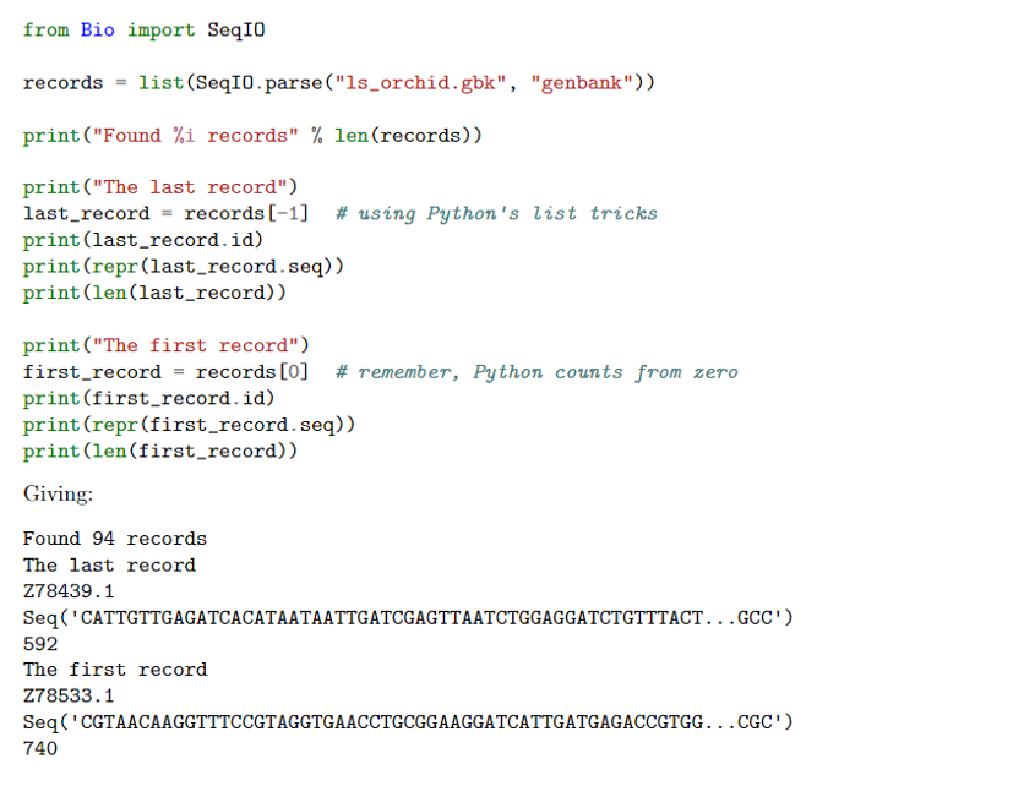 from Bio import SeqIO
records = list(SeqIO.parse("ls_orchid.gbk", "genbank"))
print("Found %i records" % len(records))
print("The last record")
last_record = records[-1]  # using Python's list tricks
print(last_record.id)
print(repr(last_record.seq))
print(len(last_record))
print("The first record")
first_record = records[0]  # remember, Python counts from zero
print(first_record.id)
print(repr(first_record.seq))
print(len(first_record))
Giving:
Found 94 records
The last record
Z78439.1
Seq('CATTGTTGAGATCACATAATAATTGATCGAGTTAATCTGGAGGATCTGTTTACT...GCC')
592
The first record
Z78533.1
Seq('CGTAACAAGGTTTCCGTAGGTGAACCTGCGGAAGGATCATTGATGAGACCGTGG...CGC')
740